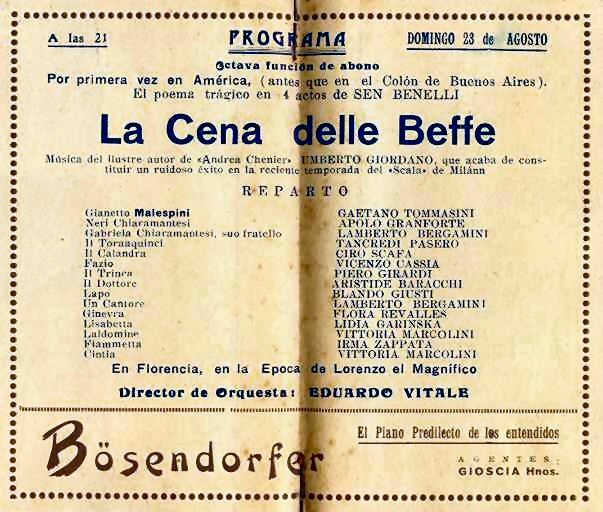 A las 21 PROGRAMA DOMINGO 23 de AGOSTO
Octava función de abono
Por primera vez en América, (antes que en el Colón de Buenos Aires).
El poema trágico en 4 actos de SEN BENELLI
La Cena delle Beffe
Música del ilustre autor de «Andrea Chenier» UMBERTO GIORDANO, que acaba de cons-
tituir un ruidoso éxito en la reciente temporada del «Scala» de Milánn
REPARTO
Gianetto Malespini GAETANO TOMMASINI
Neri Chiaramantesi APOLO GRANFORTE
Gabriela Chiaramantesi, suo fratello LAMBERTO BERGAMINI
Il Tornaquinci TANCREDI PASERO
Il Calandra CIRO SCAFA
Fazio VICENZO CASSIA
Il Trinca PIERO GIRARDI
Il Dottore ARISTIDE BARACCHI
Lapo BLANDO GIUSTI
Un Cantore LAMBERTO BERGAMINI
Ginevra FLORA REVALLES
Lisabetta LIDIA GARINSKA
Laldomine VITTORIA MARCOLINI
Fiammetta IRMA ZAPPATA
Cintia VITTORIA MARCOLINI
En Florencia, en la Epoca de Lorenzo el Magnífico
Director de Orquesta: EDUARDO VITALE
Bösendorfer
El Piano Predilecto de los entendidos
AGENTES:
GIOSCIA Hnos.